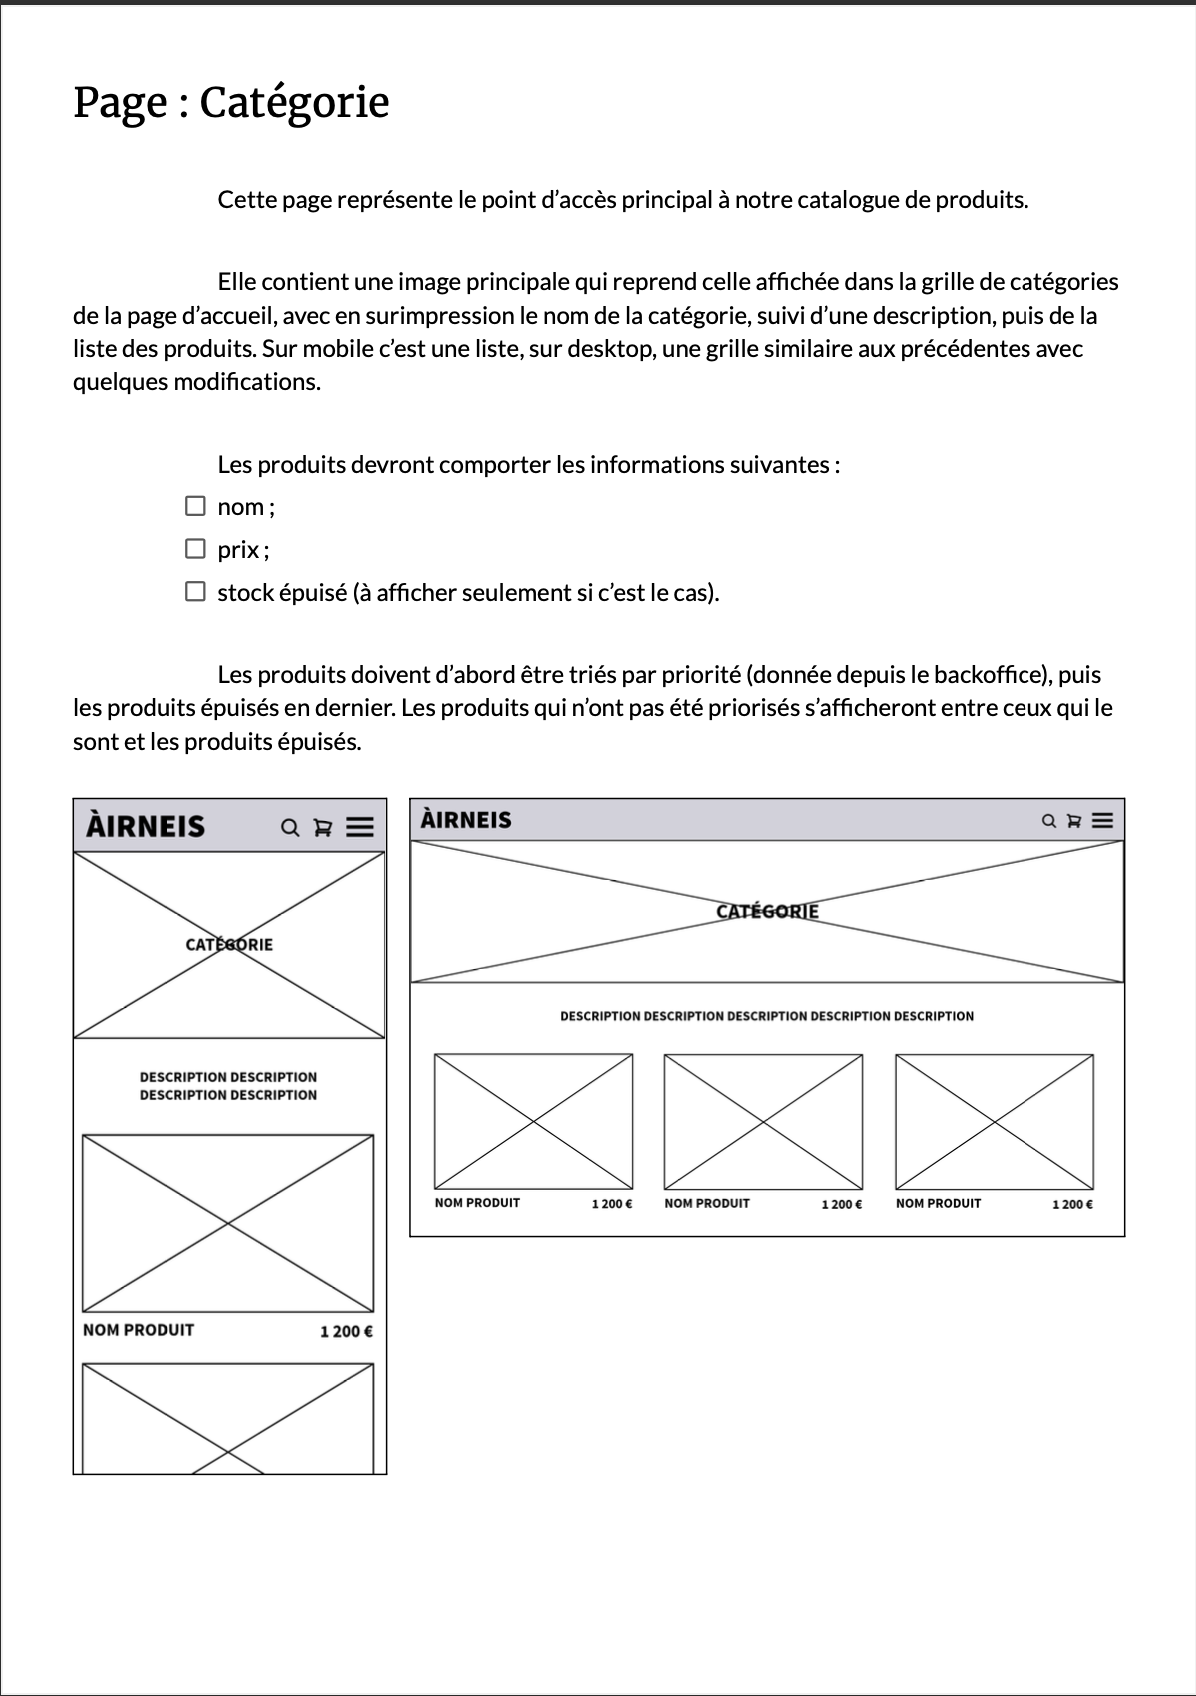 Page : Catégorie
Cette page représente le point d’accès principal à notre catalogue de produits.
Elle contient une image principale qui reprend celle affichée dans la grille de catégories
de la page d’accueil, avec en surimpression le nom de la catégorie, suivi d’une description, puis de la
liste des produits. Sur mobile c’est une liste, sur desktop, une grille similaire aux précédentes avec
quelques modifications.
Les produits devront comporter les informations suivantes :
nom ;
prix ;
stock épuisé (à afficher seulement si c’est le cas).
Les produits doivent d’abord être triés par priorité (donnée depuis le backoffice), puis
les produits épuisés en dernier. Les produits qui n’ont pas été priorisés s’afficheront entre ceux qui le
sont et les produits épuisés.
ÀIRNEIS
CATÉGORIE
DESCRIPTION DESCRIPTION
DESCRIPTION DESCRIPTION
NOM PRODUIT 1 200 €
ÀIRNEIS
CATÉGORIE
DESCRIPTION DESCRIPTION DESCRIPTION DESCRIPTION DESCRIPTION
NOM PRODUIT 1 200 € NOM PRODUIT 1 200 € NOM PRODUIT 1 200 €